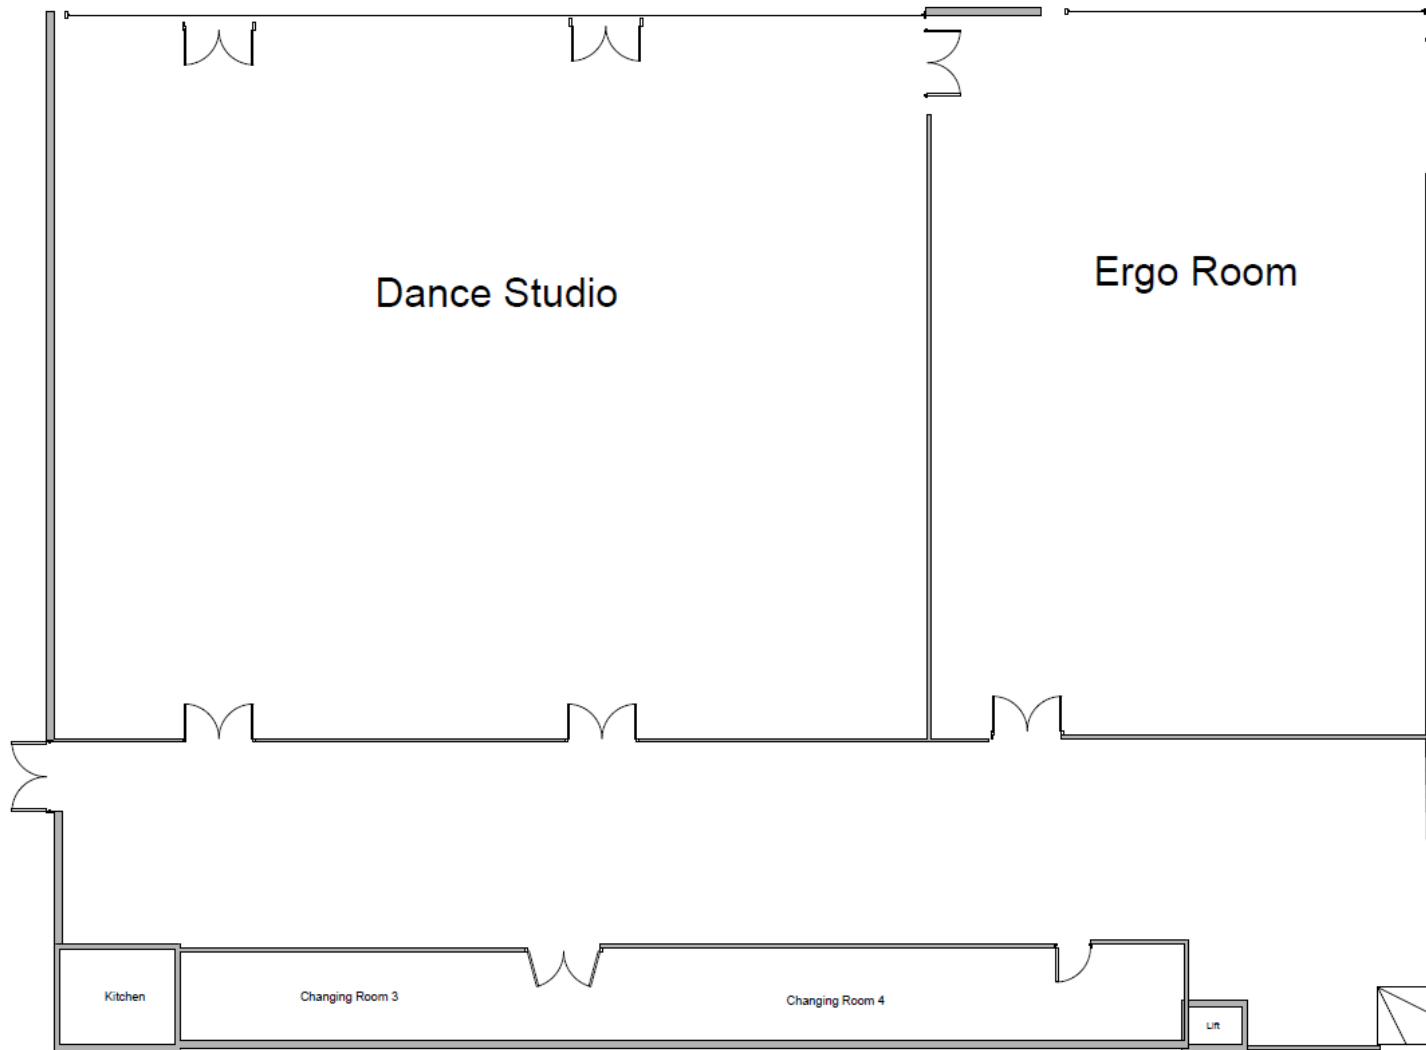 Ergo Room
Dance Studio
Kitchen
Changing Room 3
Changing Room 4
Lift